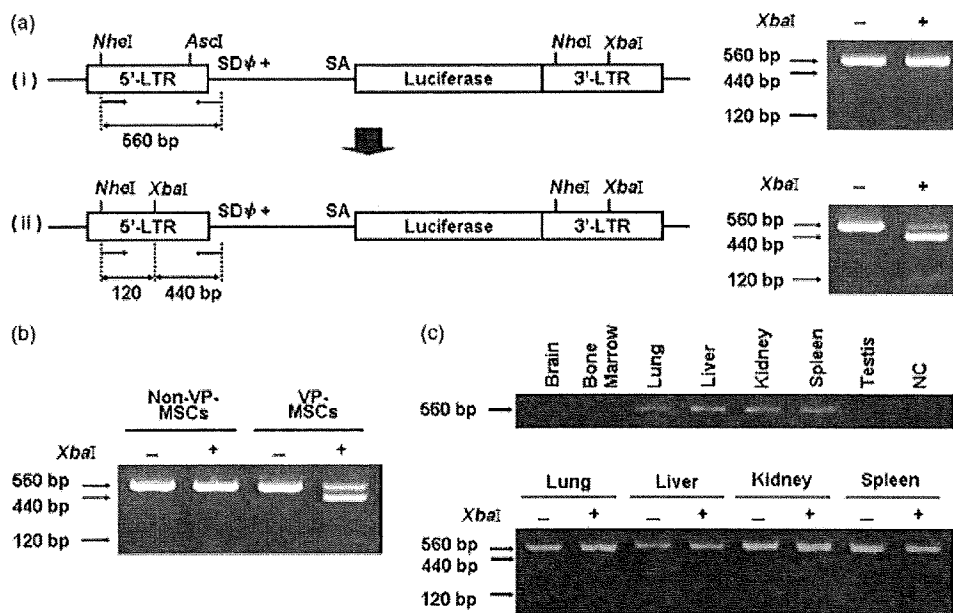 (a)
XbaI
− +
NheI AscI
SDψ +
SA
NheI XbaI
(i)
5'-LTR
Luciferase
3'-LTR
560 bp
560 bp
440 bp
120 bp
NheI XbaI
SDψ +
SA
NheI XbaI
(ii)
5'-LTR
Luciferase
3'-LTR
120 440 bp
XbaI
− +
560 bp
440 bp
120 bp
(b)
Non-VP-
MSCs
VP-
MSCs
XbaI
− + − +
560 bp
440 bp
120 bp
(c)
Brain
Bone
Marrow
Lung
Liver
Kidney
Spleen
Testis
NC
560 bp
Lung Liver Kidney Spleen
XbaI
− + − + − + − +
560 bp
440 bp
120 bp